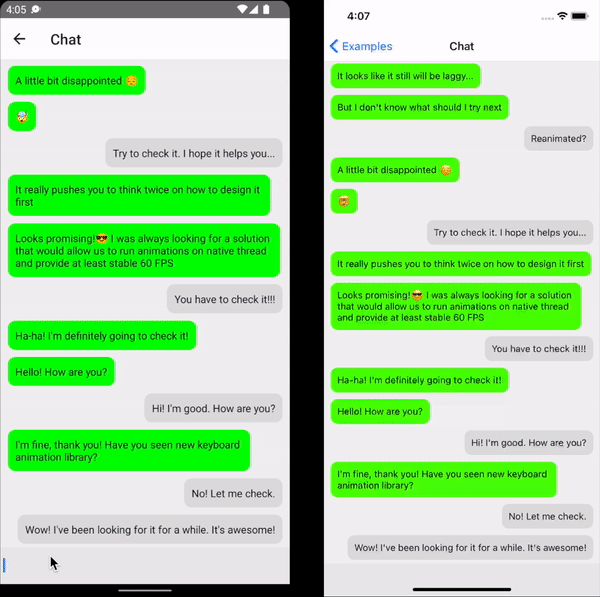 4:05
Chat
A little bit disappointed 😔
🤯
Try to check it. I hope it helps you...
It really pushes you to think twice on how to design it
first
Looks promising!😎 I was always looking for a solution
that would allow us to run animations on native thread
and provide at least stable 60 FPS
You have to check it!!!
Ha-ha! I'm definitely going to check it!
Hello! How are you?
Hi! I'm good. How are you?
I'm fine, thank you! Have you seen new keyboard
animation library?
No! Let me check.
Wow! I've been looking for it for a while. It's awesome!
4:07
Examples
Chat
It looks like it still will be laggy...
But I don't know what should I try next
Reanimated?
A little bit disappointed 😔
🤯
Try to check it. I hope it helps you...
It really pushes you to think twice on how to design it first
Looks promising!😎 I was always looking for a solution
that would allow us to run animations on native thread
and provide at least stable 60 FPS
You have to check it!!!
Ha-ha! I'm definitely going to check it!
Hello! How are you?
Hi! I'm good. How are you?
I'm fine, thank you! Have you seen new keyboard
animation library?
No! Let me check.
Wow! I've been looking for it for a while. It's awesome!